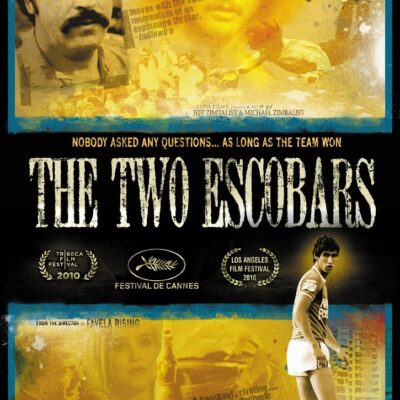 Moves with the
momentum of an
espionage thriller.
- Indiewire
A FILM BY
JEFF ZIMBALIST & MICHAEL ZIMBALIST
NOBODY ASKED ANY QUESTIONS... AS LONG AS THE TEAM WON
THE TWO ESCOBARS
TRIBECA
FILM
FESTIVAL
2010
FESTIVAL DE CANNES
LOS ANGELES
FILM FESTIVAL
2010
FROM THE DIRECTOR OF FAVELA RISING
A knockout, riveting...